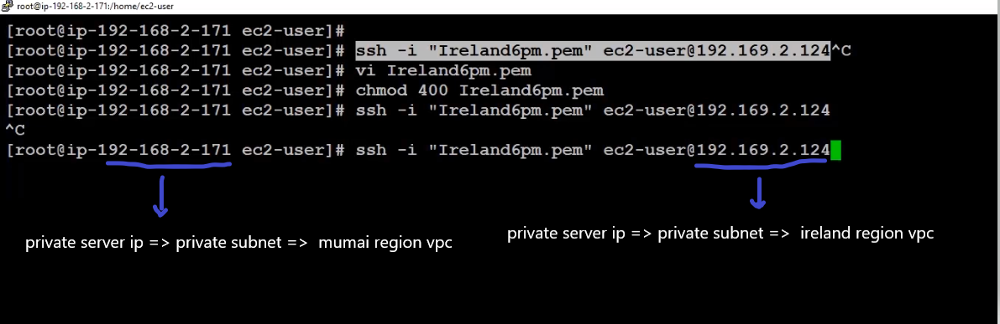 root@ip-192-168-2-171:/home/ec2-user
[root@ip-192-168-2-171 ec2-user]#
[root@ip-192-168-2-171 ec2-user]# ssh -i "Ireland6pm.pem" ec2-user@192.169.2.124^C
[root@ip-192-168-2-171 ec2-user]# vi Ireland6pm.pem
[root@ip-192-168-2-171 ec2-user]# chmod 400 Ireland6pm.pem
[root@ip-192-168-2-171 ec2-user]# ssh -i "Ireland6pm.pem" ec2-user@192.169.2.124
^C
[root@ip-192-168-2-171 ec2-user]# ssh -i "Ireland6pm.pem" ec2-user@192.169.2.124
private server ip => private subnet => mumai region vpc
private server ip => private subnet => ireland region vpc